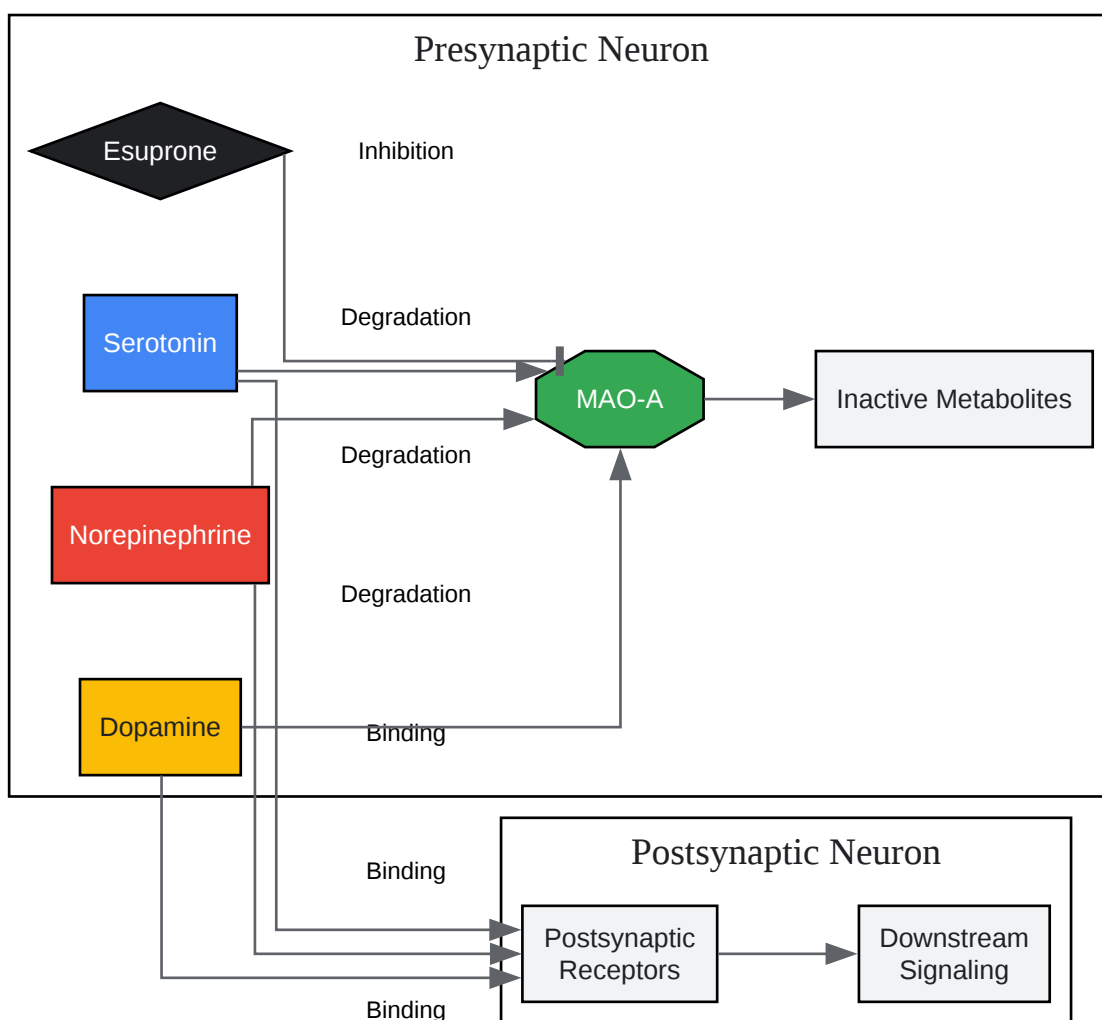 Presynaptic Neuron
Esuprone
Inhibition
Degradation
Serotonin
MAO-A
Inactive Metabolites
Degradation
Norepinephrine
Degradation
Dopamine
Binding
Postsynaptic Neuron
Binding
Postsynaptic
Receptors
Downstream
Signaling
Binding